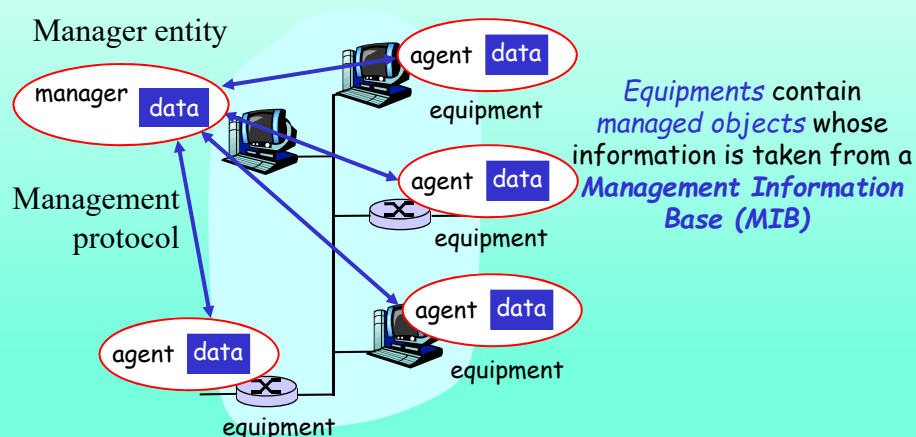 Manager entity
manager
data
agent data
equipment
agent data
equipment
Management
protocol
agent data
equipment
agent data
equipment
Equipments contain
managed objects whose
information is taken from a
Management Information
Base (MIB)